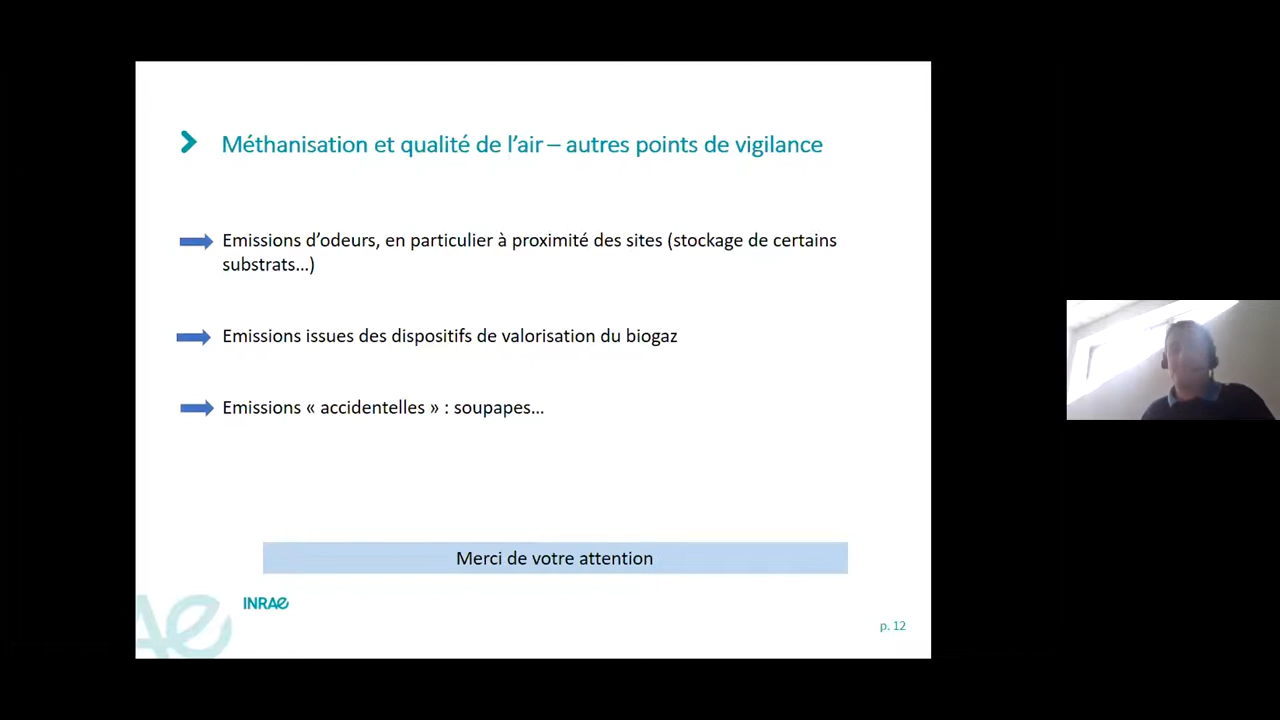 Méthanisation et qualité de l’air – autres points de vigilance
Emissions d’odeurs, en particulier à proximité des sites (stockage de certains
substrats…)
Emissions issues des dispositifs de valorisation du biogaz
Emissions « accidentelles » : soupapes…
Merci de votre attention
INRAE
p. 12